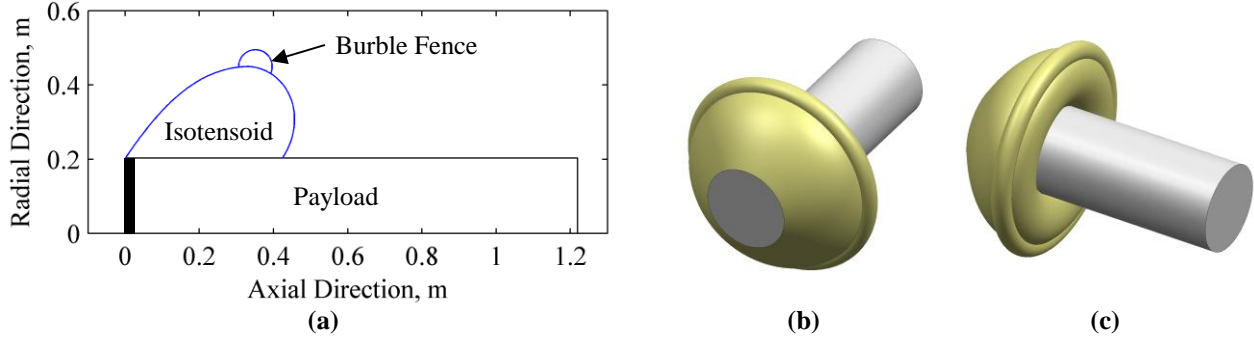 0.6
0.4
0.2
0
Radial Direction, m
Burble Fence
Isotensoid
Payload
0 0.2 0.4 0.6 0.8 1 1.2
Axial Direction, m
(a) (b) (c)